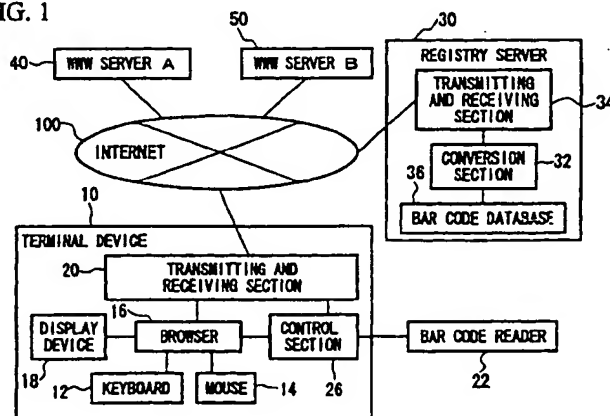 IG. 1
40
WWW SERVER A
50
WWW SERVER B
30
REGISTRY SERVER
TRANSMITTING
AND RECEIVING
SECTION
34
CONVERSION
SECTION
32
36
BAR CODE DATABASE
100
INTERNET
10
TERMINAL DEVICE
20
TRANSMITTING AND
RECEIVING SECTION
16
DISPLAY
DEVICE
18
BROWSER
CONTROL
SECTION
26
BAR CODE READER
22
12
KEYBOARD
MOUSE
14